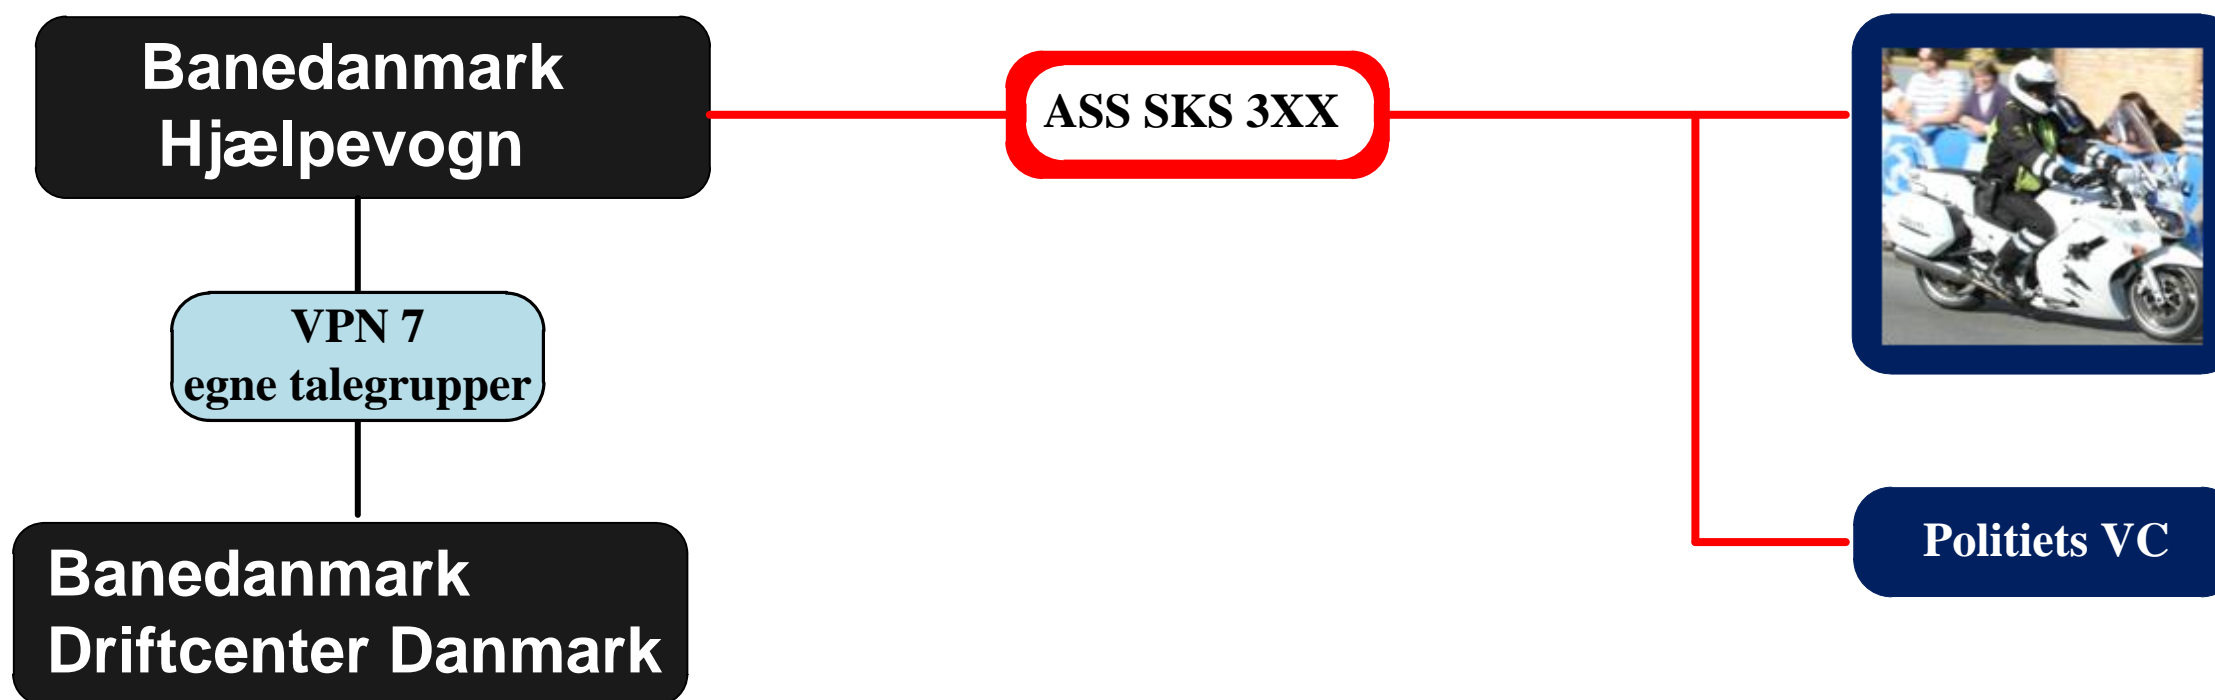 Banedanmark
Hjælpevogn
ASS SKS 3XX
VPN 7
egne talegrupper
Politiets VC
Banedanmark
Driftcenter Danmark